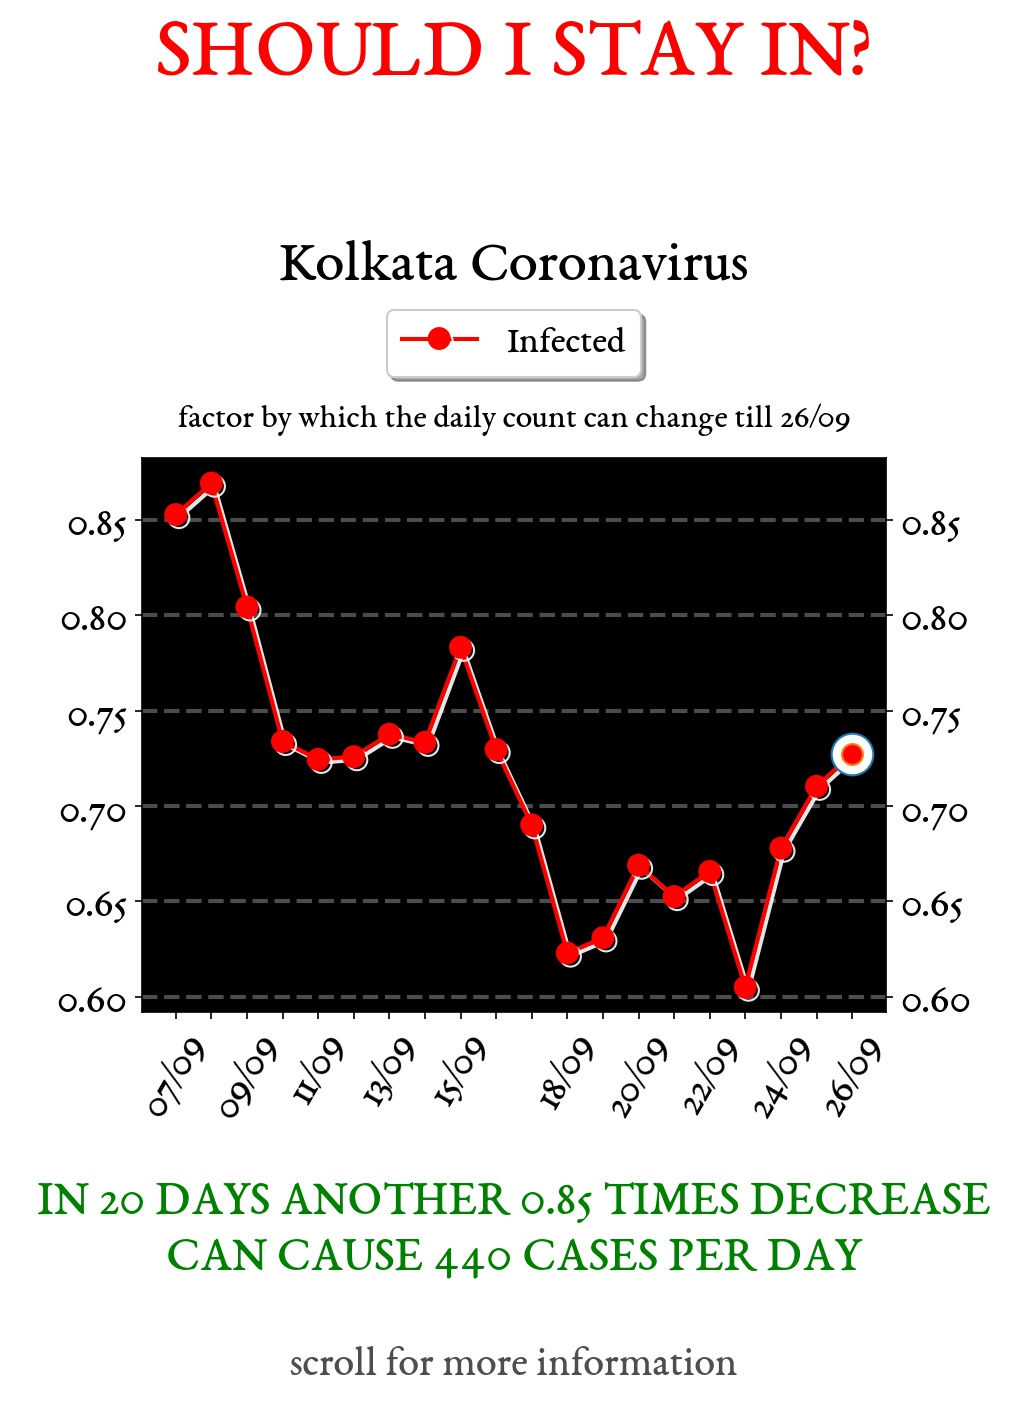 SHOULD I STAY IN?
Kolkata Coronavirus
Infected
factor by which the daily count can change till 26/09
0.85 0.85
0.80 0.80
0.75 0.75
0.70 0.70
0.65 0.65
0.60 0.60
07/09 09/09 11/09 13/09 15/09 18/09 20/09 22/09 24/09 26/09
IN 20 DAYS ANOTHER 0.85 TIMES DECREASE
CAN CAUSE 440 CASES PER DAY
scroll for more information